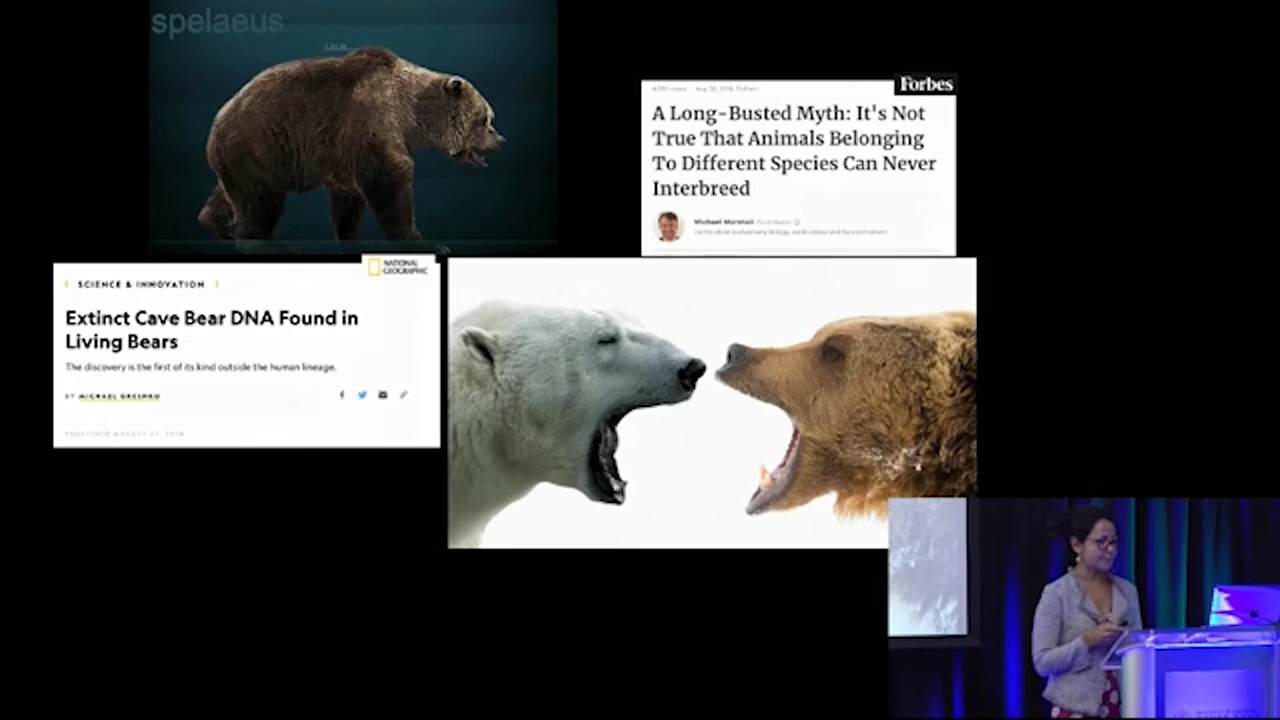 spelaeus
Forbes
A Long-Busted Myth: It's Not
True That Animals Belonging
To Different Species Can Never
Interbreed
Michael Marshall
NATIONAL
GEOGRAPHIC
SCIENCE & INNOVATION
Extinct Cave Bear DNA Found in
Living Bears
The discovery is the first of its kind outside the human lineage.
BY MICHAEL GRESHKO